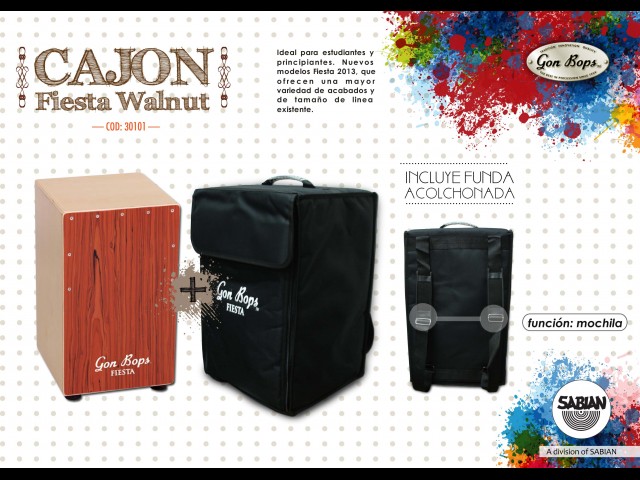 CAJON
Fiesta Walnut
COD: 30101
Ideal para estudiantes y
principiantes. Nuevos
modelos Fiesta 2013, que
ofrecen una mayor
variedad de acabados y
de tamaño de linea
existente.
Gon Bops
INCLUYE FUNDA
ACOLCHONADA
+
Gon Bops
FIESTA
Gon Bops
FIESTA
función: mochila
SABIAN
A division of SABIAN